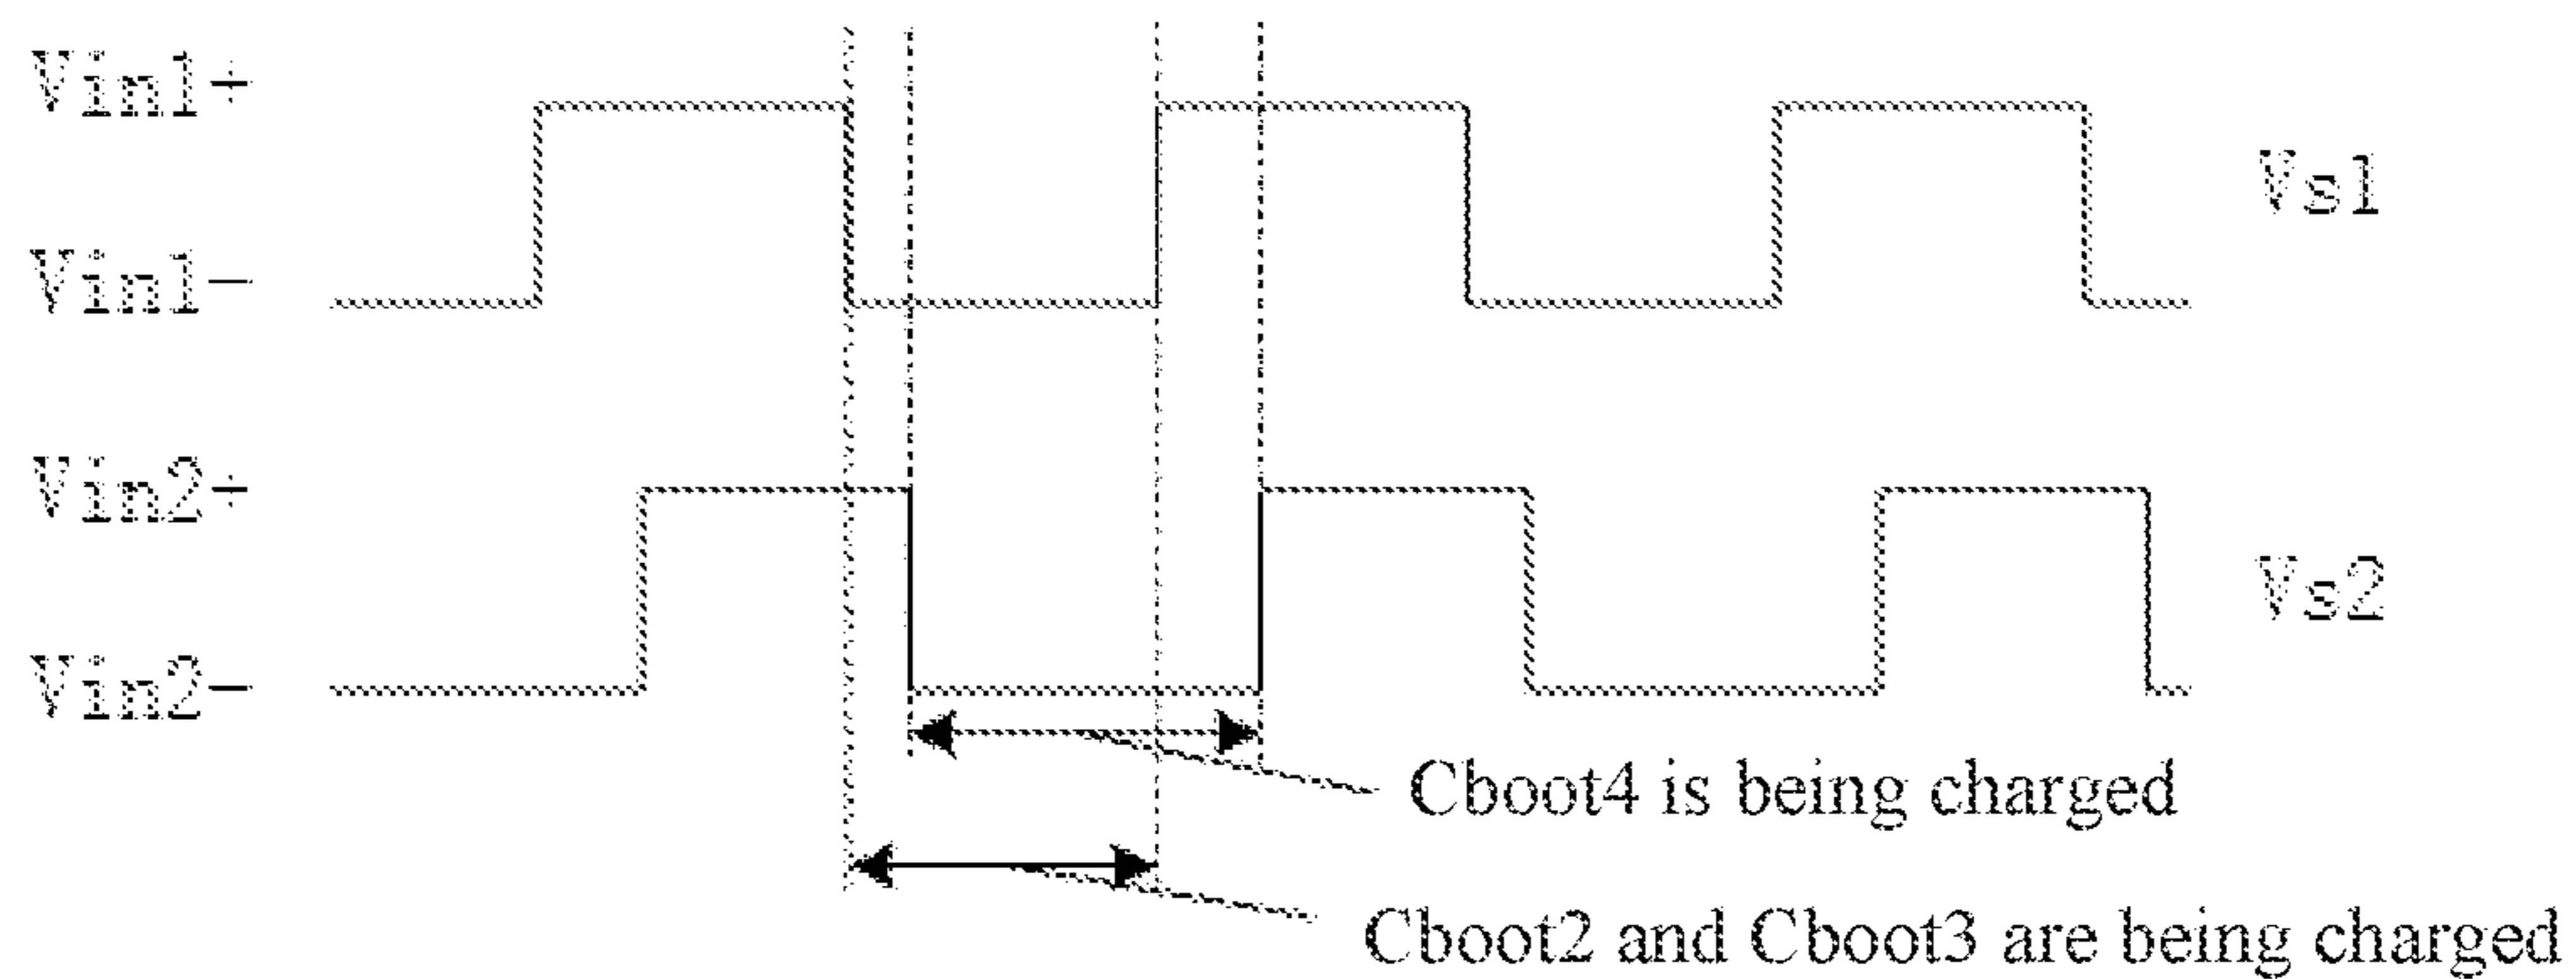 Vin1+
Vs1
Vin1−
Vin2+
Vs2
Vin2−
Cboot4 is being charged
Cboot2 and Cboot3 are being charged